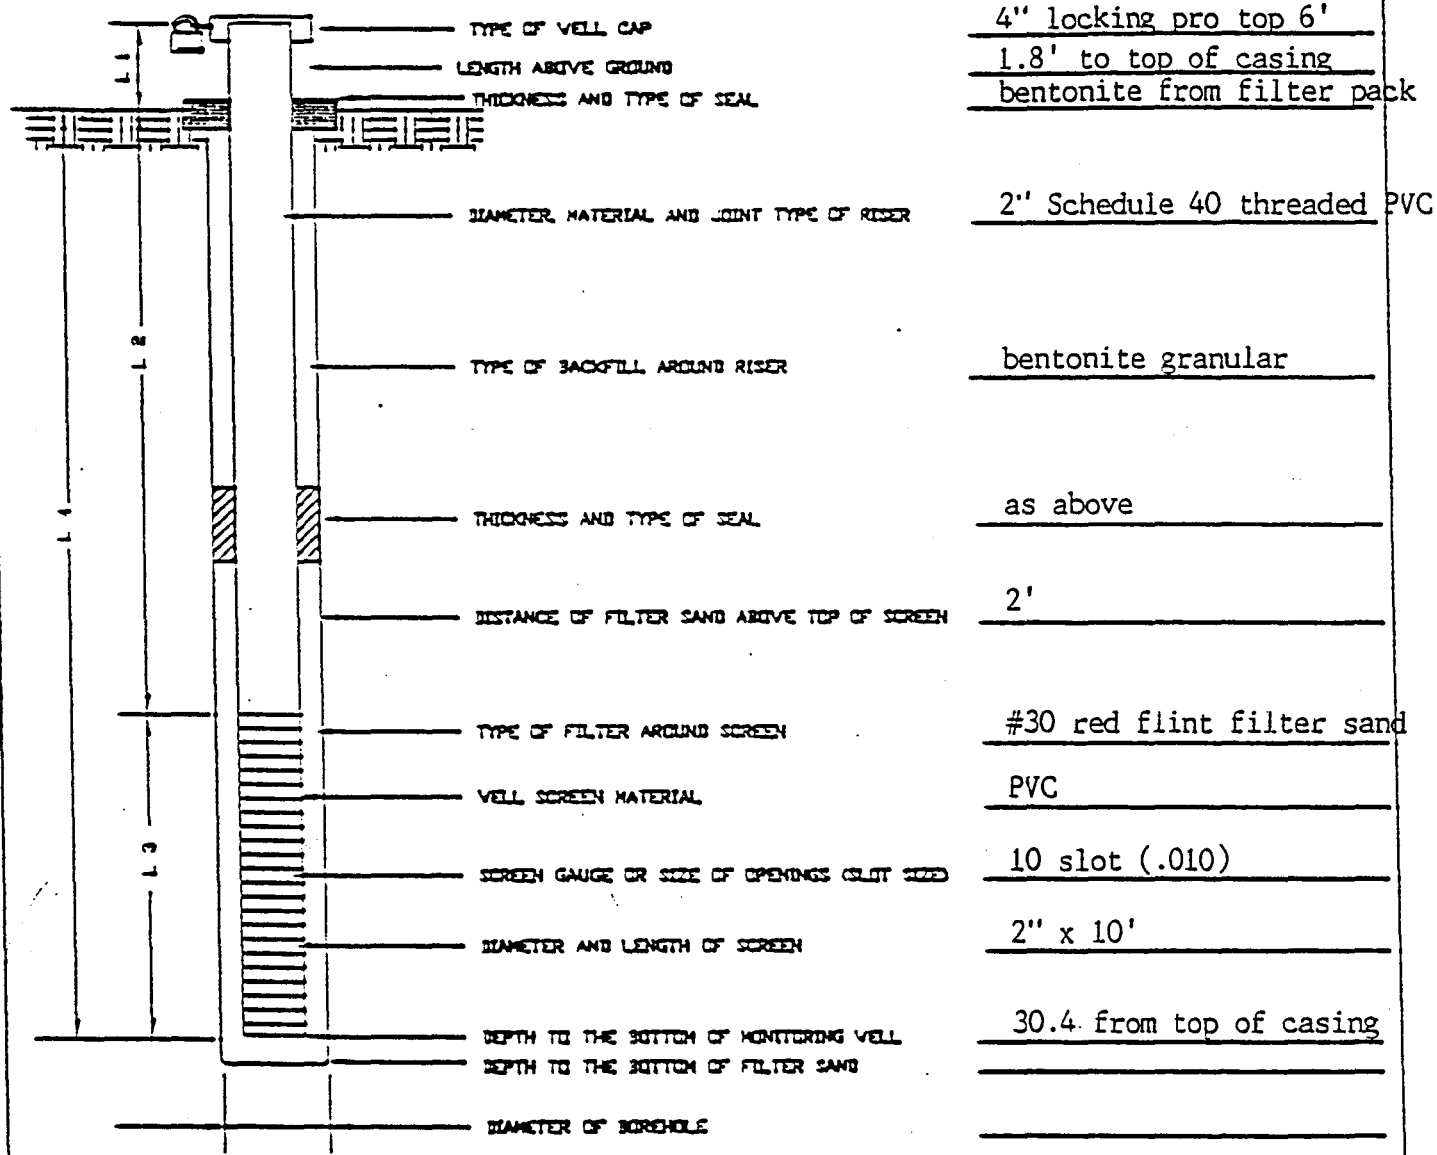 TYPE OF WELL CAP 4" locking pro top 6'
L 1 LENGTH ABOVE GROUND 1.8' to top of casing
THICKNESS AND TYPE OF SEAL bentonite from filter pack
DIAMETER, MATERIAL AND JOINT TYPE OF RISER 2" Schedule 40 threaded PVC
L 2
TYPE OF BACKFILL AROUND RISER bentonite granular
L 4
THICKNESS AND TYPE OF SEAL as above
DISTANCE OF FILTER SAND ABOVE TOP OF SCREEN 2'
TYPE OF FILTER AROUND SCREEN #30 red flint filter sand
WELL SCREEN MATERIAL PVC
L 3
SCREEN GAUGE OR SIZE OF OPENINGS (SLOT SIZE) 10 slot (.010)
DIAMETER AND LENGTH OF SCREEN 2" x 10'
DEPTH TO THE BOTTOM OF MONITORING WELL 30.4 from top of casing
DEPTH TO THE BOTTOM OF FILTER SAND
DIAMETER OF BOREHOLE